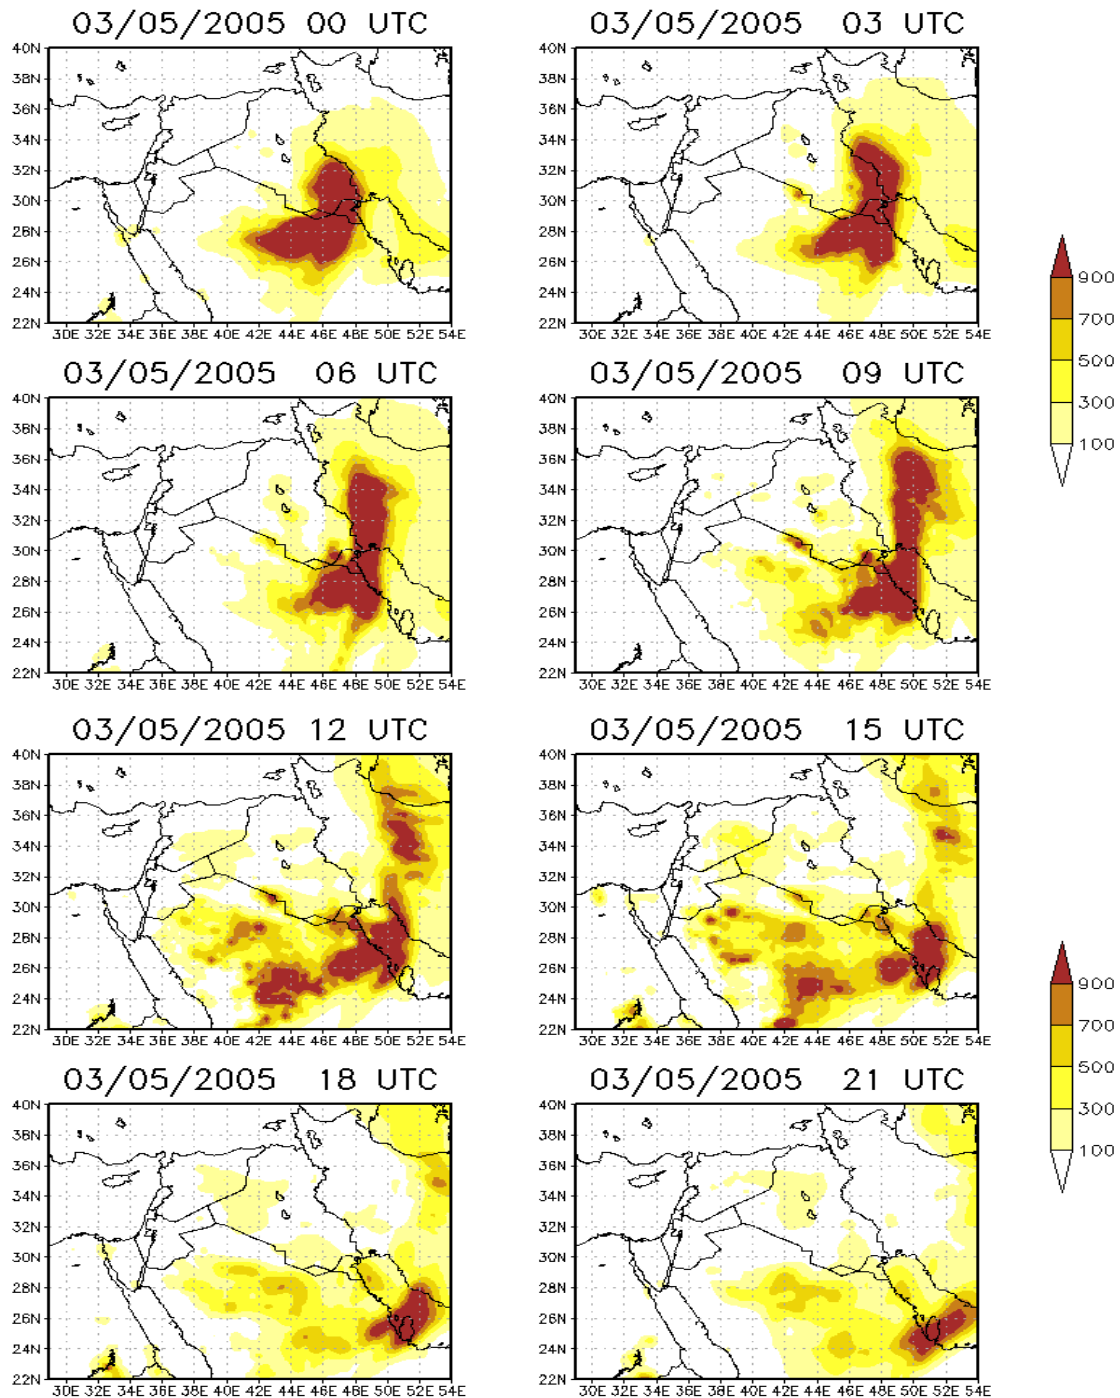 03/05/2005 00 UTC
03/05/2005 03 UTC
40N
38N
36N
34N
32N
30N
28N
26N
24N
22N
30E 32E 34E 36E 38E 40E 42E 44E 46E 48E 50E 52E 54E
40N
38N
36N
34N
32N
30N
28N
26N
24N
22N
30E 32E 34E 36E 38E 40E 42E 44E 46E 48E 50E 52E 54E
900
700
500
300
100
03/05/2005 06 UTC
03/05/2005 09 UTC
40N
38N
36N
34N
32N
30N
28N
26N
24N
22N
30E 32E 34E 36E 38E 40E 42E 44E 46E 48E 50E 52E 54E
40N
38N
36N
34N
32N
30N
28N
26N
24N
22N
30E 32E 34E 36E 38E 40E 42E 44E 46E 48E 50E 52E 54E
03/05/2005 12 UTC
03/05/2005 15 UTC
40N
38N
36N
34N
32N
30N
28N
26N
24N
22N
30E 32E 34E 36E 38E 40E 42E 44E 46E 48E 50E 52E 54E
40N
38N
36N
34N
32N
30N
28N
26N
24N
22N
30E 32E 34E 36E 38E 40E 42E 44E 46E 48E 50E 52E 54E
900
700
500
300
100
03/05/2005 18 UTC
03/05/2005 21 UTC
40N
38N
36N
34N
32N
30N
28N
26N
24N
22N
30E 32E 34E 36E 38E 40E 42E 44E 46E 48E 50E 52E 54E
40N
38N
36N
34N
32N
30N
28N
26N
24N
22N
30E 32E 34E 36E 38E 40E 42E 44E 46E 48E 50E 52E 54E